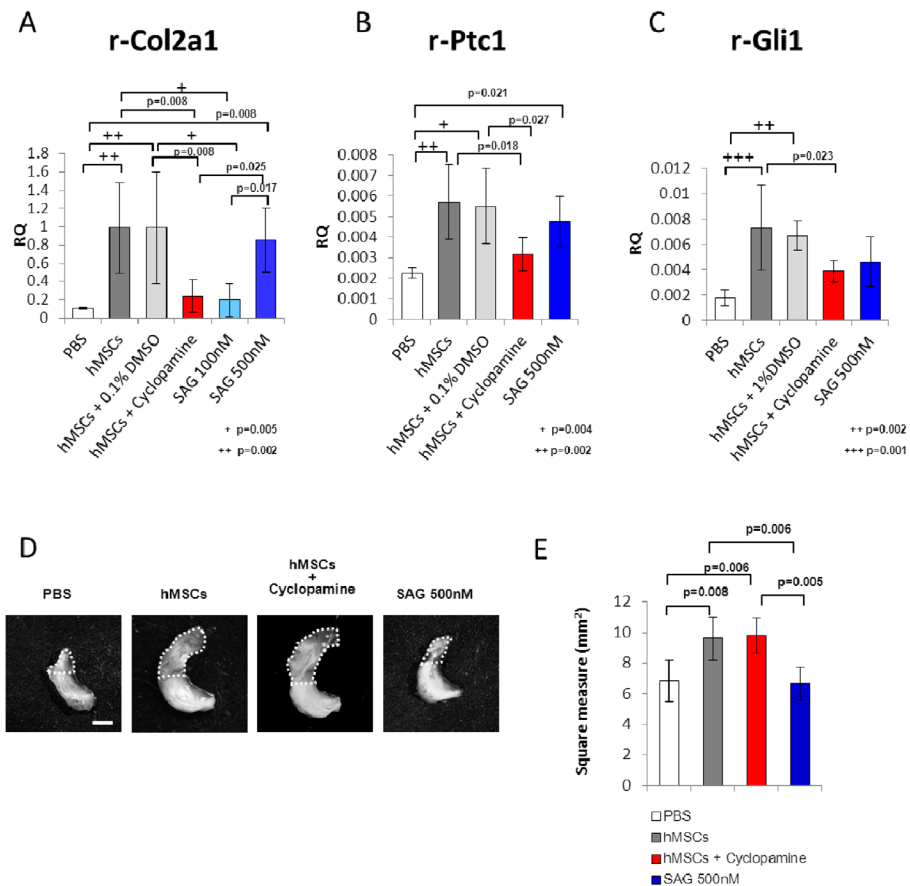 A
r-Col2a1
+
p=0.008
p=0.008
++
+
++
p=0.008
p=0.025
p=0.017
RQ
1.8
1.6
1.4
1.2
1
0.8
0.6
0.4
0.2
0
PBS
hMSCs
hMSCs + 0.1% DMSO
hMSCs + Cyclopamine
SAG 100nM
SAG 500nM
+ p=0.005
++ p=0.002
B
r-Ptc1
p=0.021
+
p=0.027
++
p=0.018
RQ
0.008
0.007
0.006
0.005
0.004
0.003
0.002
0.001
PBS
hMSCs
hMSCs + 0.1% DMSO
hMSCs + Cyclopamine
SAG 500nM
+ p=0.004
++ p=0.002
C
r-Gli1
++
+++
p=0.023
RQ
0.012
0.01
0.008
0.006
0.004
0.002
0
PBS
hMSCs
hMSCs + 1%DMSO
hMSCs + Cyclopamine
SAG 500nM
++ p=0.002
+++ p=0.001
D
PBS
hMSCs
hMSCs
+
Cyclopamine
SAG 500nM
E
p=0.006
p=0.006
p=0.008
p=0.005
Square measure (mm²)
12
10
8
6
4
2
0
PBS
hMSCs
hMSCs + Cyclopamine
SAG 500nM